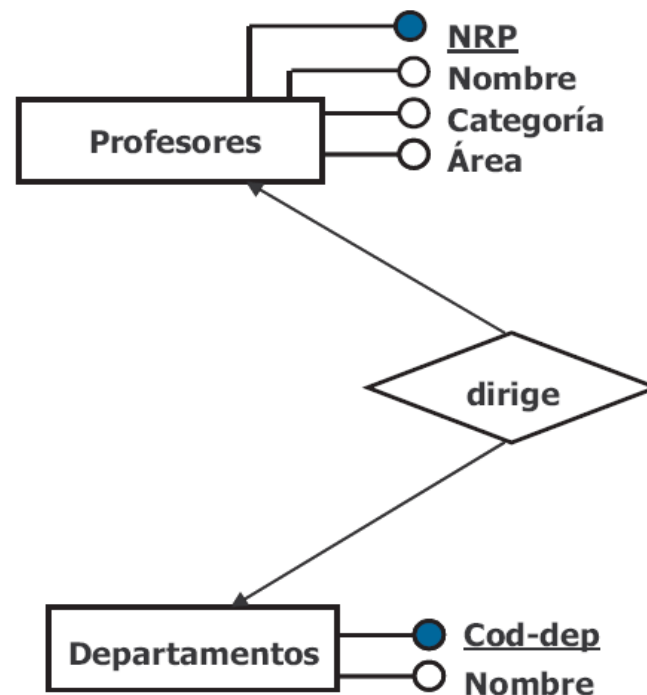 NRP
Nombre
Categoría
Área
Profesores
dirige
Departamentos
Cod-dep
Nombre